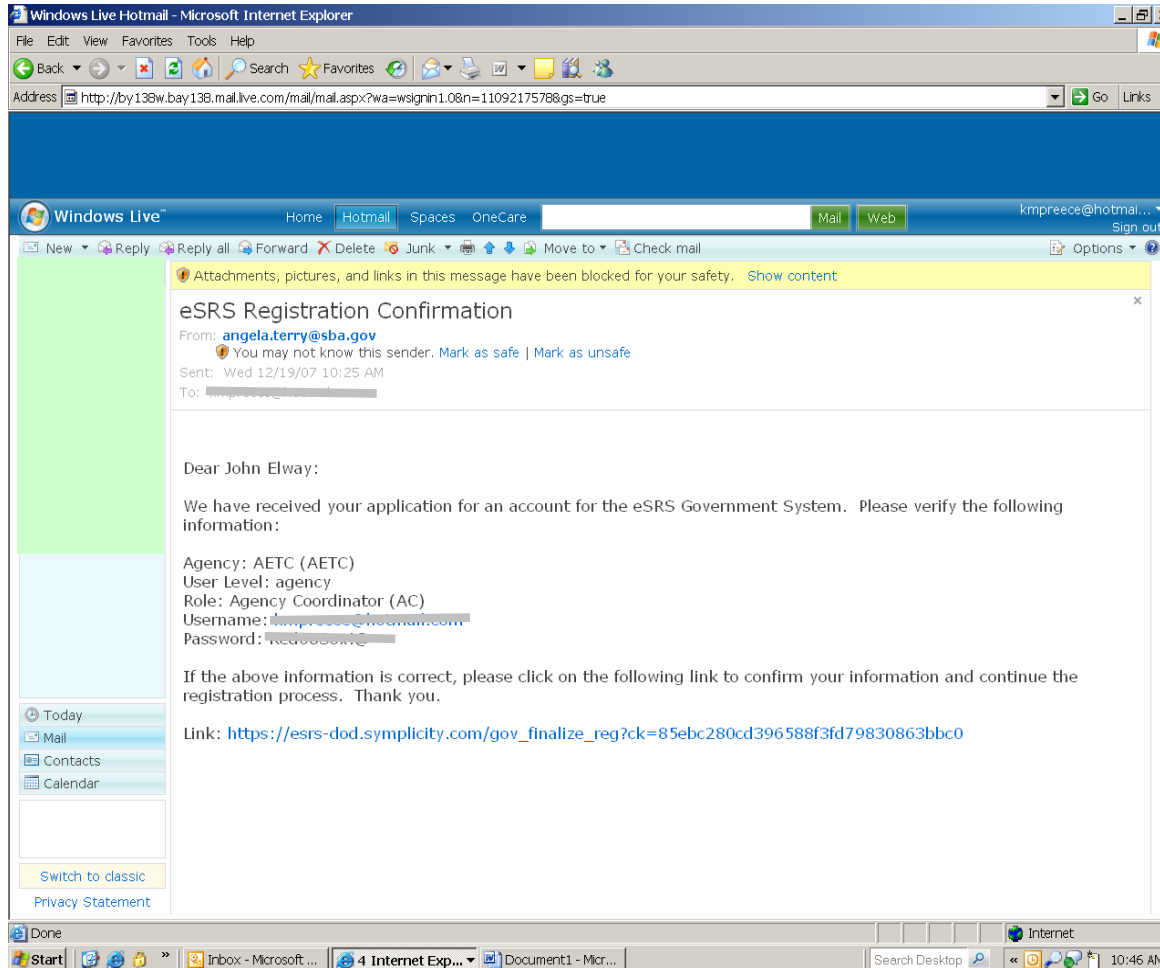 Windows Live Hotmail - Microsoft Internet Explorer
File Edit View Favorites Tools Help
Back Search Favorites
Address http://by138w.bay138.mail.live.com/mail/mail.aspx?wa=wsignin1.0&n=1109217578&gs=true Go Links
Windows Live™ Home Hotmail Spaces OneCare Mail Web kmpreece@hotmai...
Sign out
New Reply Reply all Forward Delete Junk Move to Check mail Options
Attachments, pictures, and links in this message have been blocked for your safety. Show content
eSRS Registration Confirmation
From: angela.terry@sba.gov
You may not know this sender. Mark as safe | Mark as unsafe
Sent: Wed 12/19/07 10:25 AM
To:
Dear John Elway:
We have received your application for an account for the eSRS Government System. Please verify the following
information:
Agency: AETC (AETC)
User Level: agency
Role: Agency Coordinator (AC)
Username:
Password:
If the above information is correct, please click on the following link to confirm your information and continue the
registration process. Thank you.
Link: https://esrs-dod.symplicity.com/gov_finalize_reg?ck=85ebc280cd396588f3fd79830863bbc0
Today
Mail
Contacts
Calendar
Switch to classic
Privacy Statement
Done Internet
Start » Inbox - Microsoft ... 4 Internet Exp... Document1 - Micr... Search Desktop « 10:46 AM